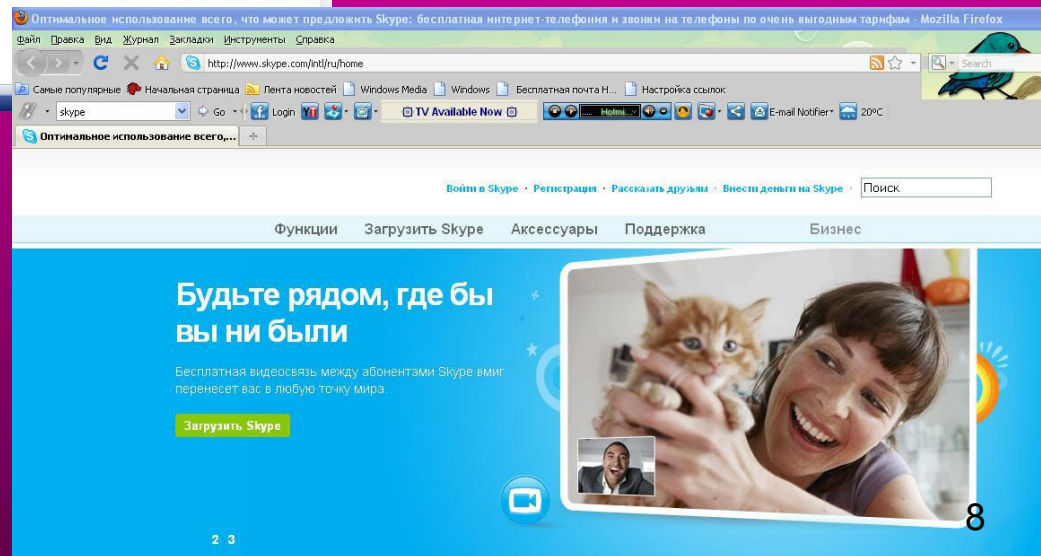 Оптимальное использование всего, что может предложить Skype: бесплатная интернет-телефония и звонки на телефоны по очень выгодным тарифам - Mozilla Firefox
Файл Правка Вид Журнал Закладки Инструменты Справка
http://www.skype.com/intl/ru/home Search
Самые популярные Начальная страница Лента новостей Windows Media Windows Бесплатная почта H... Настройка ссылок
skype Go Login TV Available Now Hotmi... E-mail Notifier 20°C
Оптимальное использование всего,...
Войти в Skype · Регистрация · Рассказать друзьям · Внести деньги на Skype · Поиск
Функции Загрузить Skype Аксессуары Поддержка Бизнес
Будьте рядом, где бы
вы ни были
Бесплатная видеосвязь между абонентами Skype вмиг
перенесет вас в любую точку мира.
Загрузить Skype
8
2 3